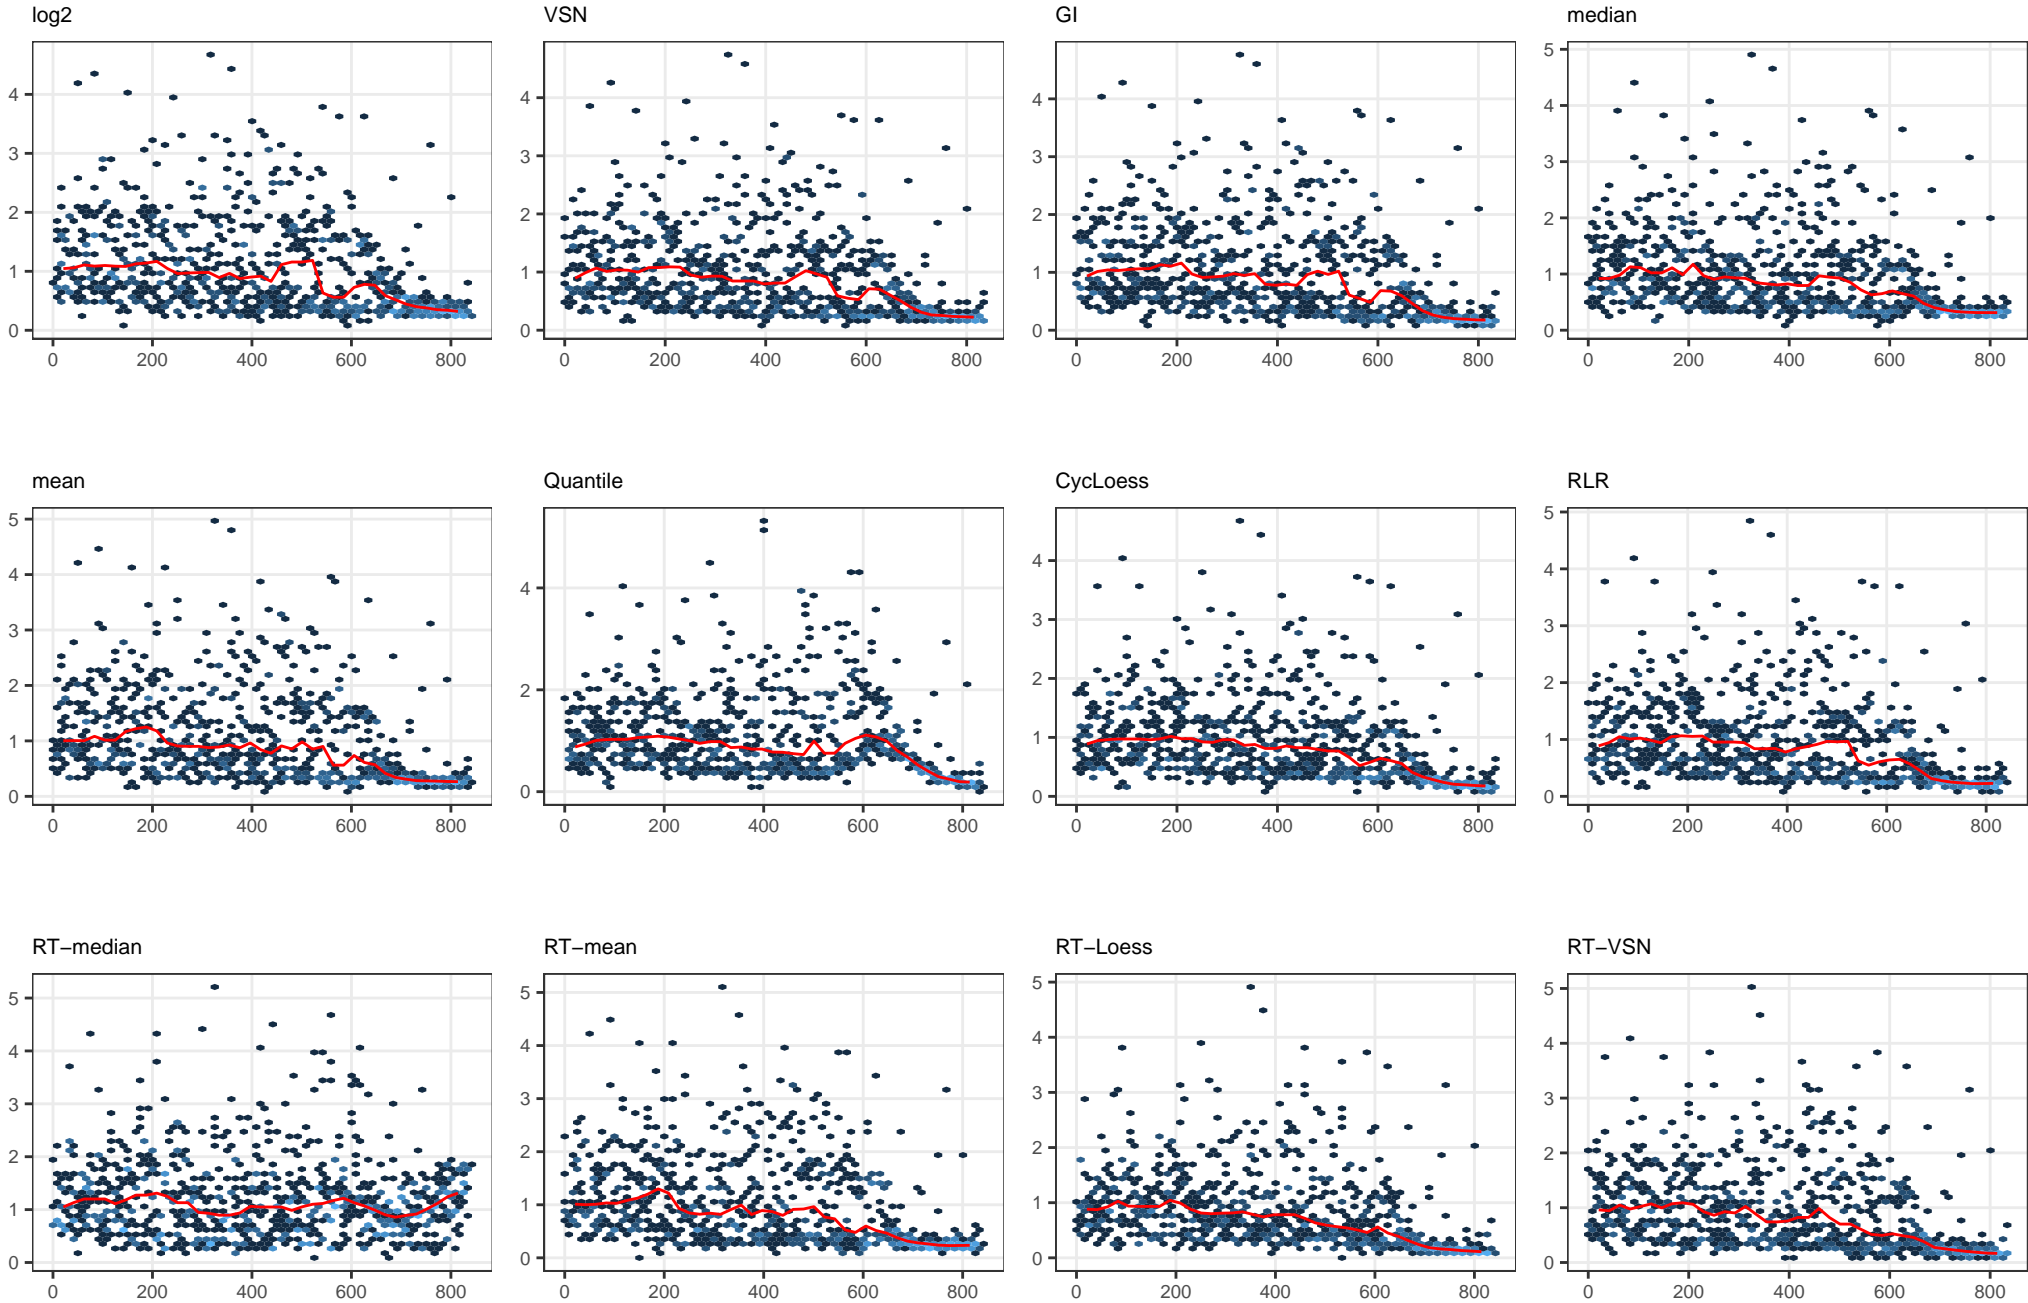 log2 VSN GI median
4 4 4 5
3 3 3 4
2 2 2 3
1 1 1 2
0 0 0 1
0
0 200 400 600 800 0 200 400 600 800 0 200 400 600 800 0 200 400 600 800
mean Quantile CycLoess RLR
5 4 4 5
4 2 3 4
3 0 2 3
2 1 2
1 0 1
0 0
0 200 400 600 800 0 200 400 600 800 0 200 400 600 800 0 200 400 600 800
RT−median RT−mean RT−Loess RT−VSN
5 5 5 5
4 4 4 4
3 3 3 3
2 2 2 2
1 1 1 1
0 0 0 0
0 200 400 600 800 0 200 400 600 800 0 200 400 600 800 0 200 400 600 800